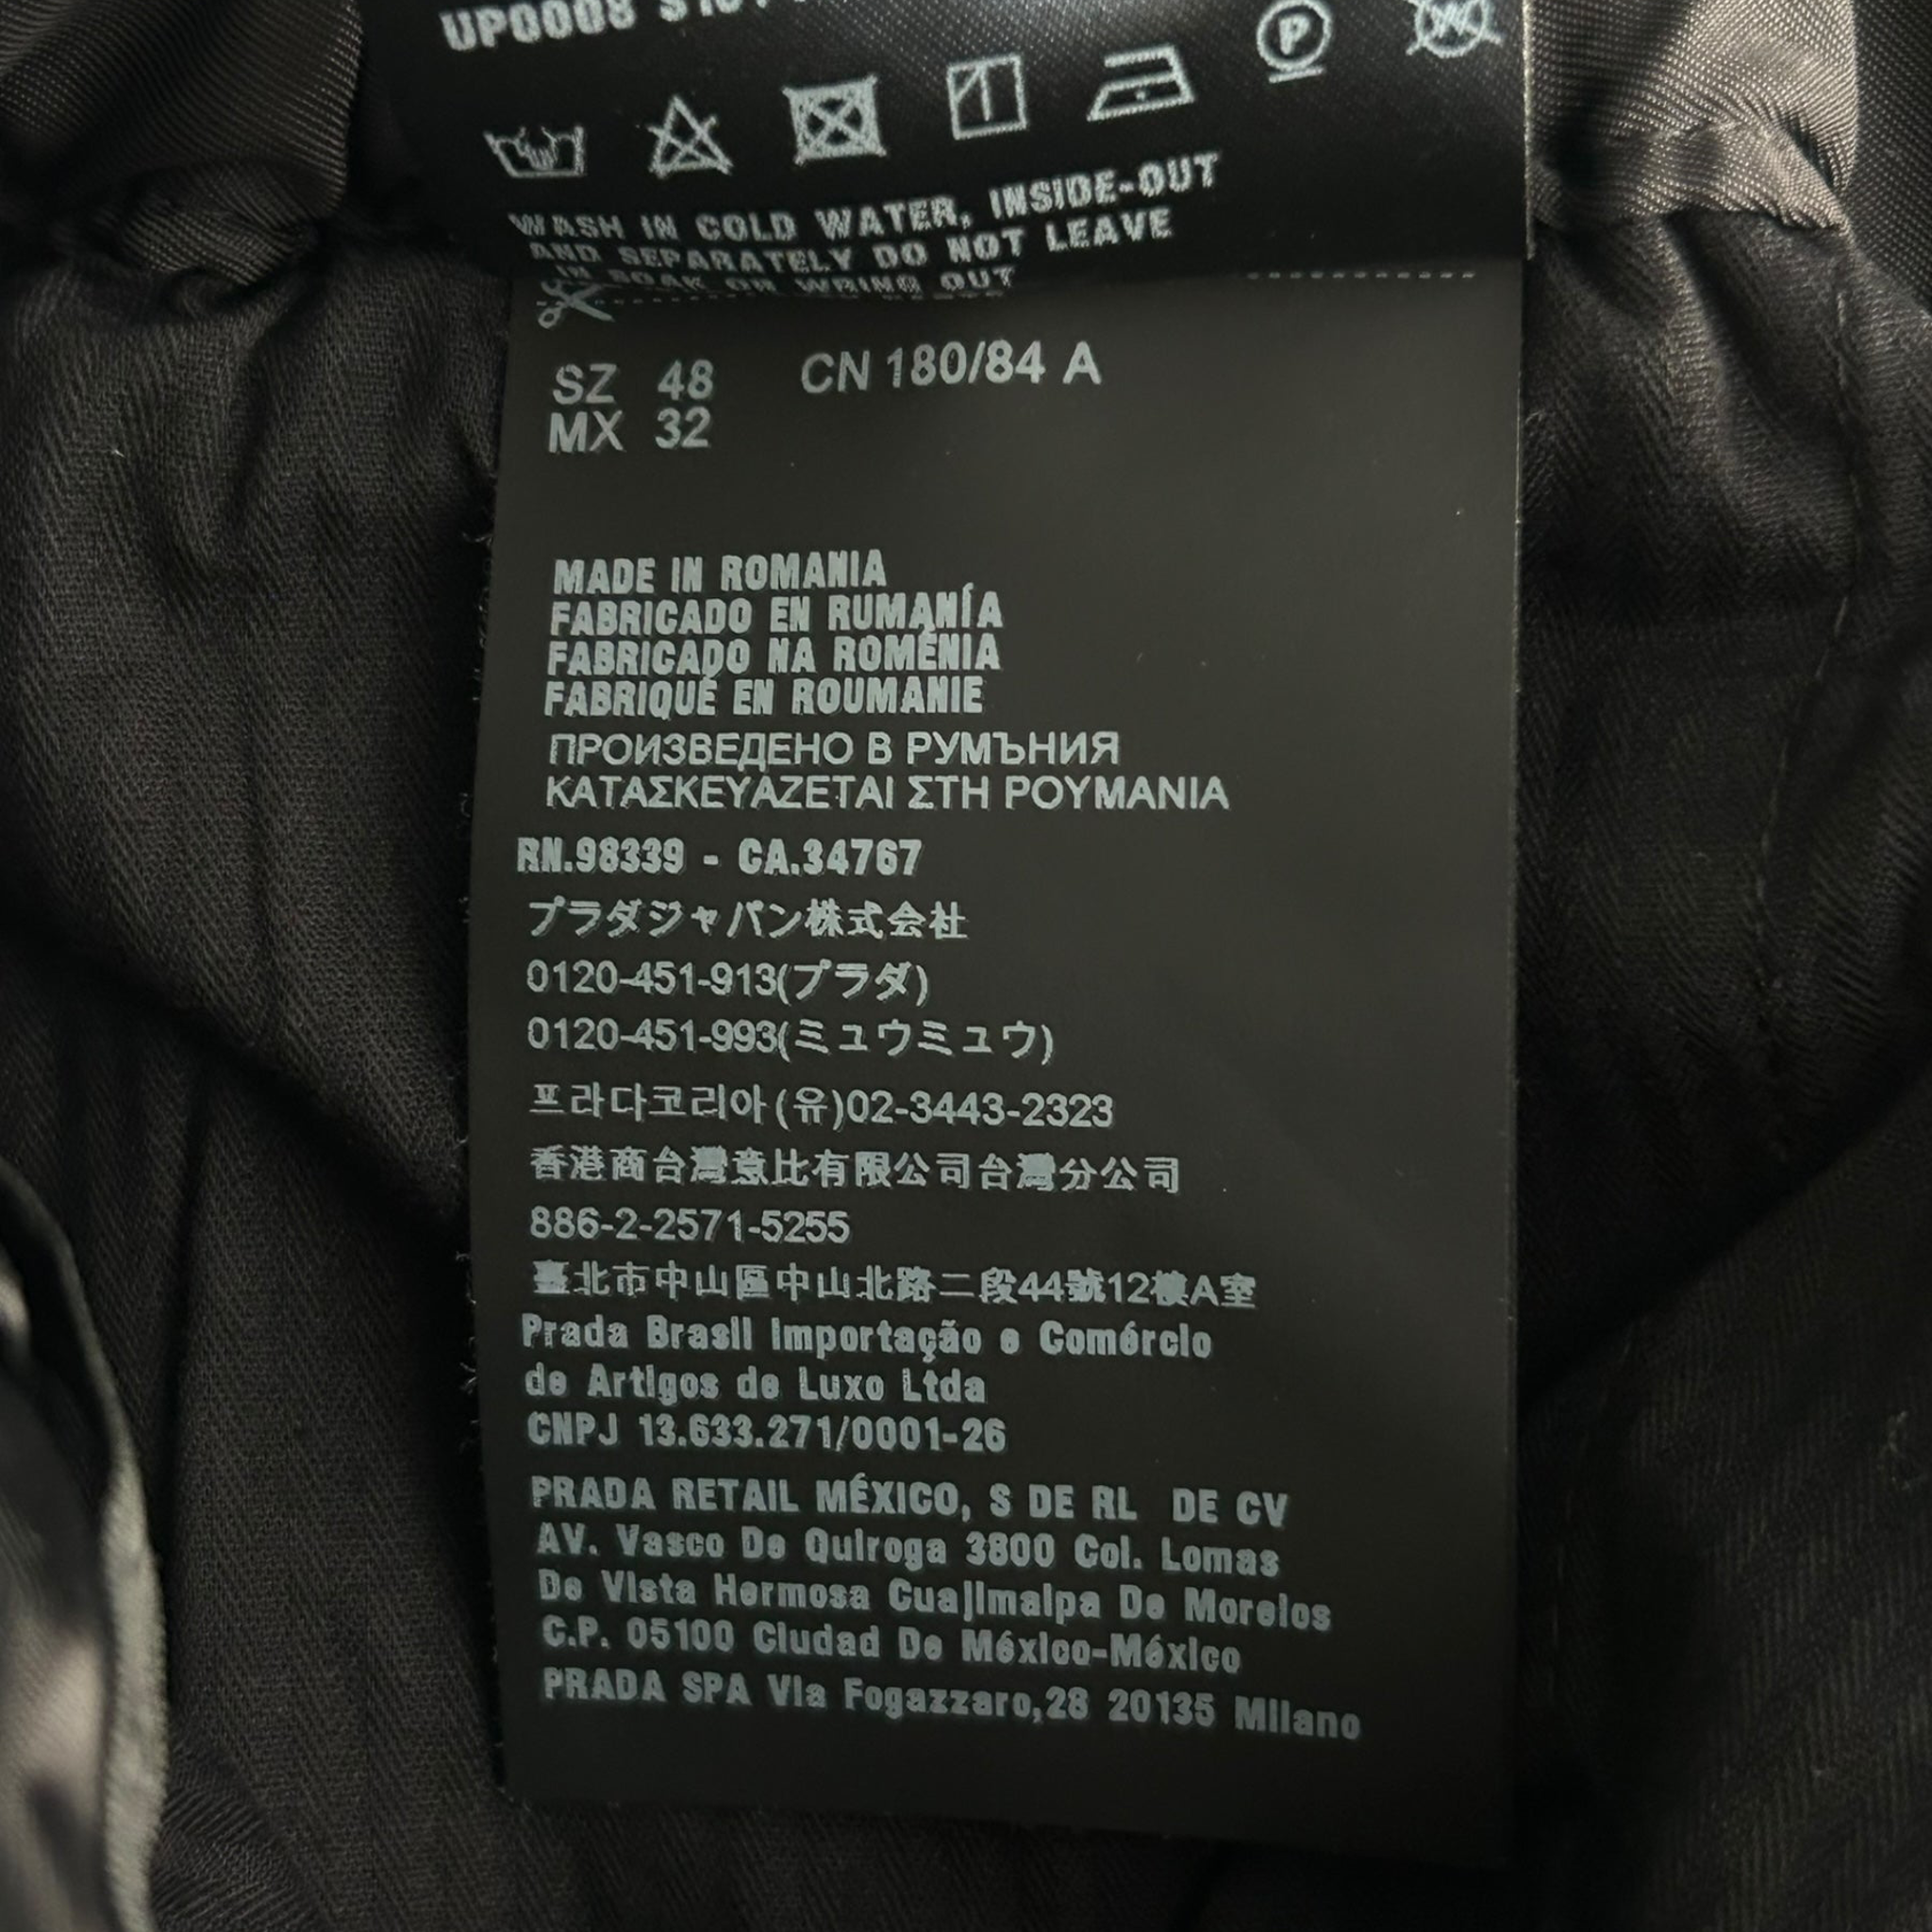 UP0008
WASH IN COLD WATER, INSIDE-OUT
AND SEPARATELY DO NOT LEAVE
IN SOAK OR WRING OUT
SZ 48 CN 180/84 A
MX 32
MADE IN ROMANIA
FABRICADO EN RUMANÍA
FABRICADO NA ROMÊNIA
FABRIQUÉ EN ROUMANIE
ПРОИЗВЕДЕНО В РУМЪНИЯ
ΚΑΤΑΣΚΕΥΑΖΕΤΑΙ ΣΤΗ ΡΟΥΜΑΝΙΑ
RN.98339 - CA.34767
プラダジャパン株式会社
0120-451-913(プラダ)
0120-451-993(ミュウミュウ)
프라다코리아(유)02-3443-2323
香港商台灣意比有限公司台灣分公司
886-2-2571-5255
臺北市中山區中山北路二段44號12樓A室
Prada Brasil Importação e Comércio
de Artigos de Luxo Ltda
CNPJ 13.633.271/0001-26
PRADA RETAIL MÉXICO, S DE RL DE CV
AV. Vasco De Quiroga 3800 Col. Lomas
De Vista Hermosa Cuajimalpa De Morelos
C.P. 05100 Ciudad De México-México
PRADA SPA Via Fogazzaro,28 20135 Milano